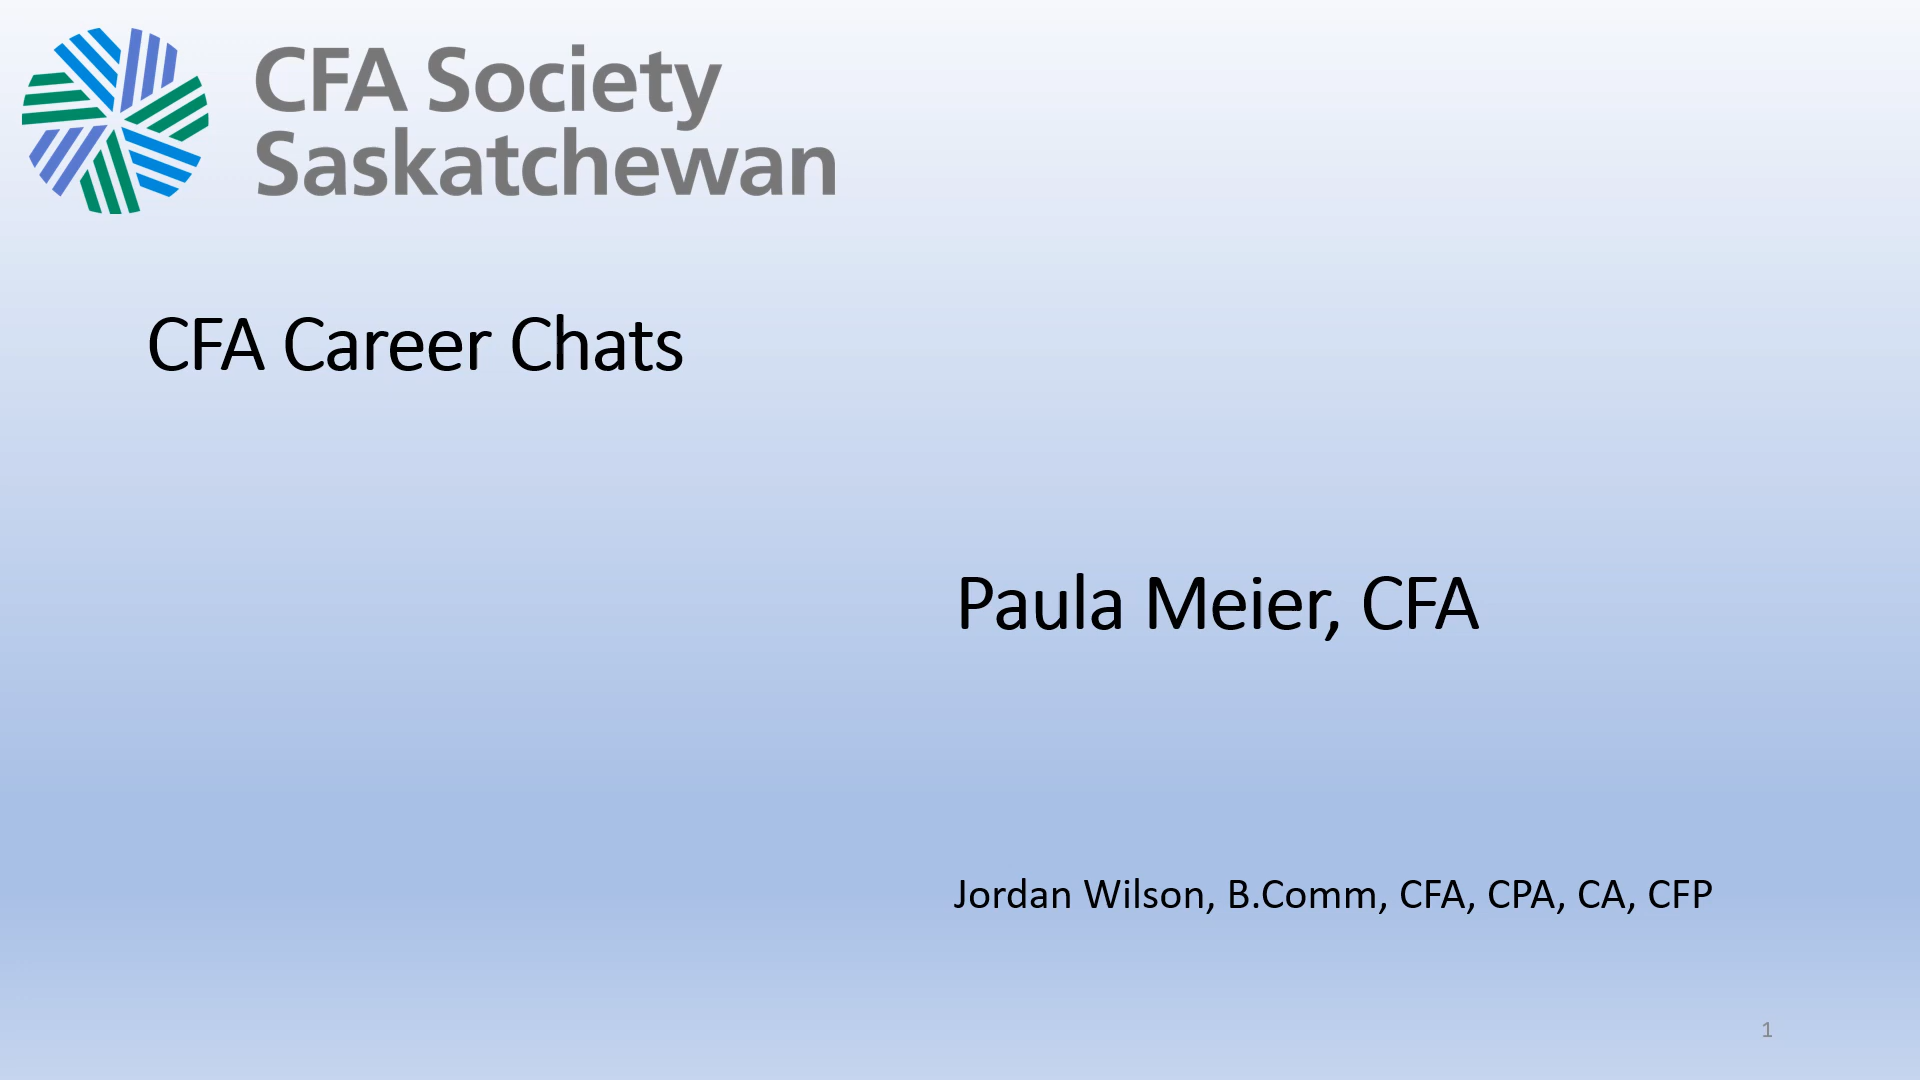 CFA Society
Saskatchewan
CFA Career Chats
Paula Meier, CFA
Jordan Wilson, B.Comm, CFA, CPA, CA, CFP
1